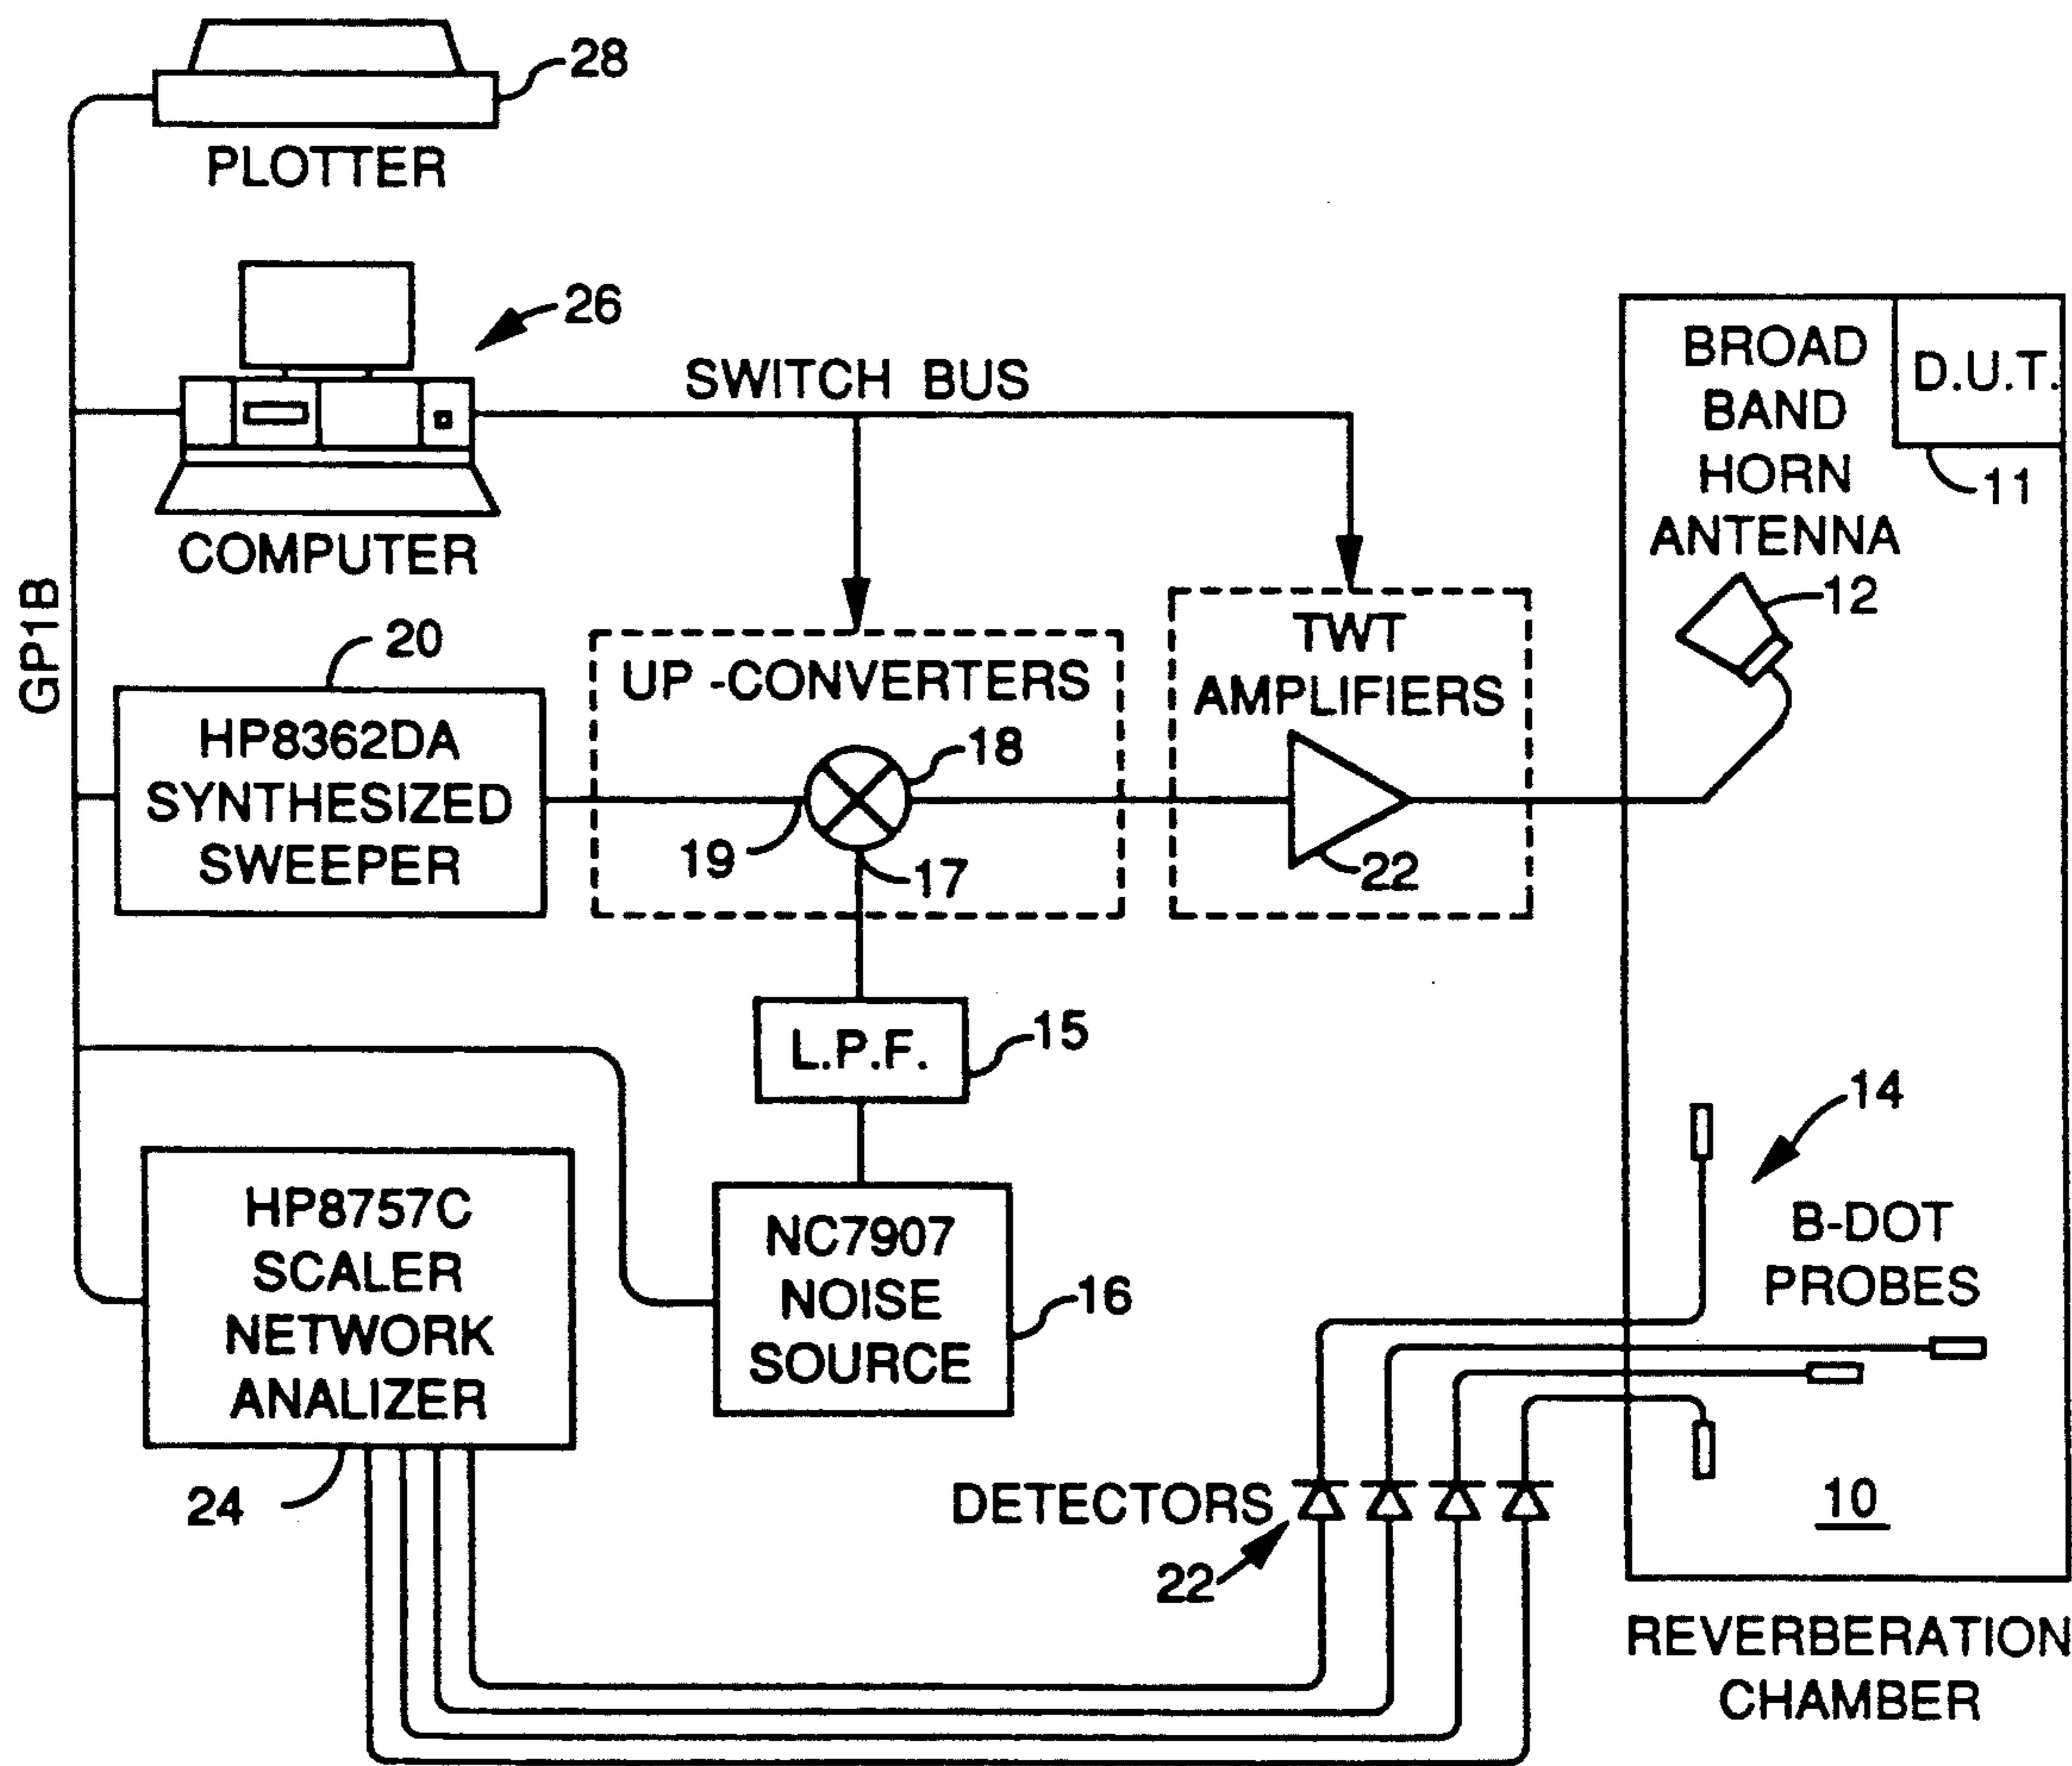 28
PLOTTER
26
SWITCH BUS
COMPUTER
GP1B
BROAD
BAND
HORN
ANTENNA
D.U.T.
11
12
20
HP8362DA
SYNTHESIZED
SWEEPER
UP -CONVERTERS
18
19
17
TWT
AMPLIFIERS
22
L.P.F.
15
NC7907
NOISE
SOURCE
16
HP8757C
SCALER
NETWORK
ANALIZER
24
14
B-DOT
PROBES
DETECTORS
22
10
REVERBERATION
CHAMBER